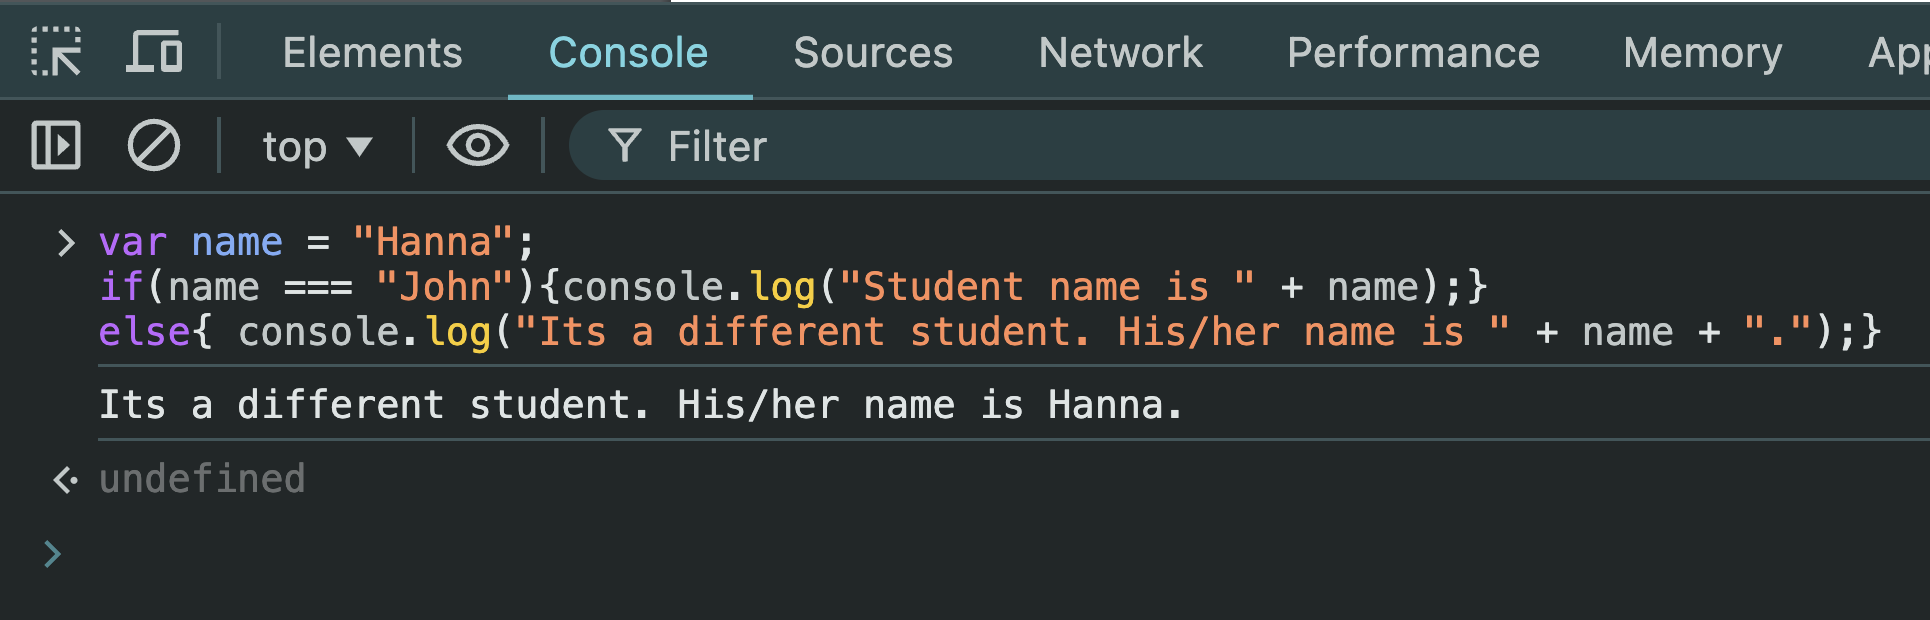 Elements Console Sources Network Performance Memory App
top Filter
var name = "Hanna";
if(name === "John"){console.log("Student name is " + name);}
else{ console.log("Its a different student. His/her name is " + name + ".");}
Its a different student. His/her name is Hanna.
undefined